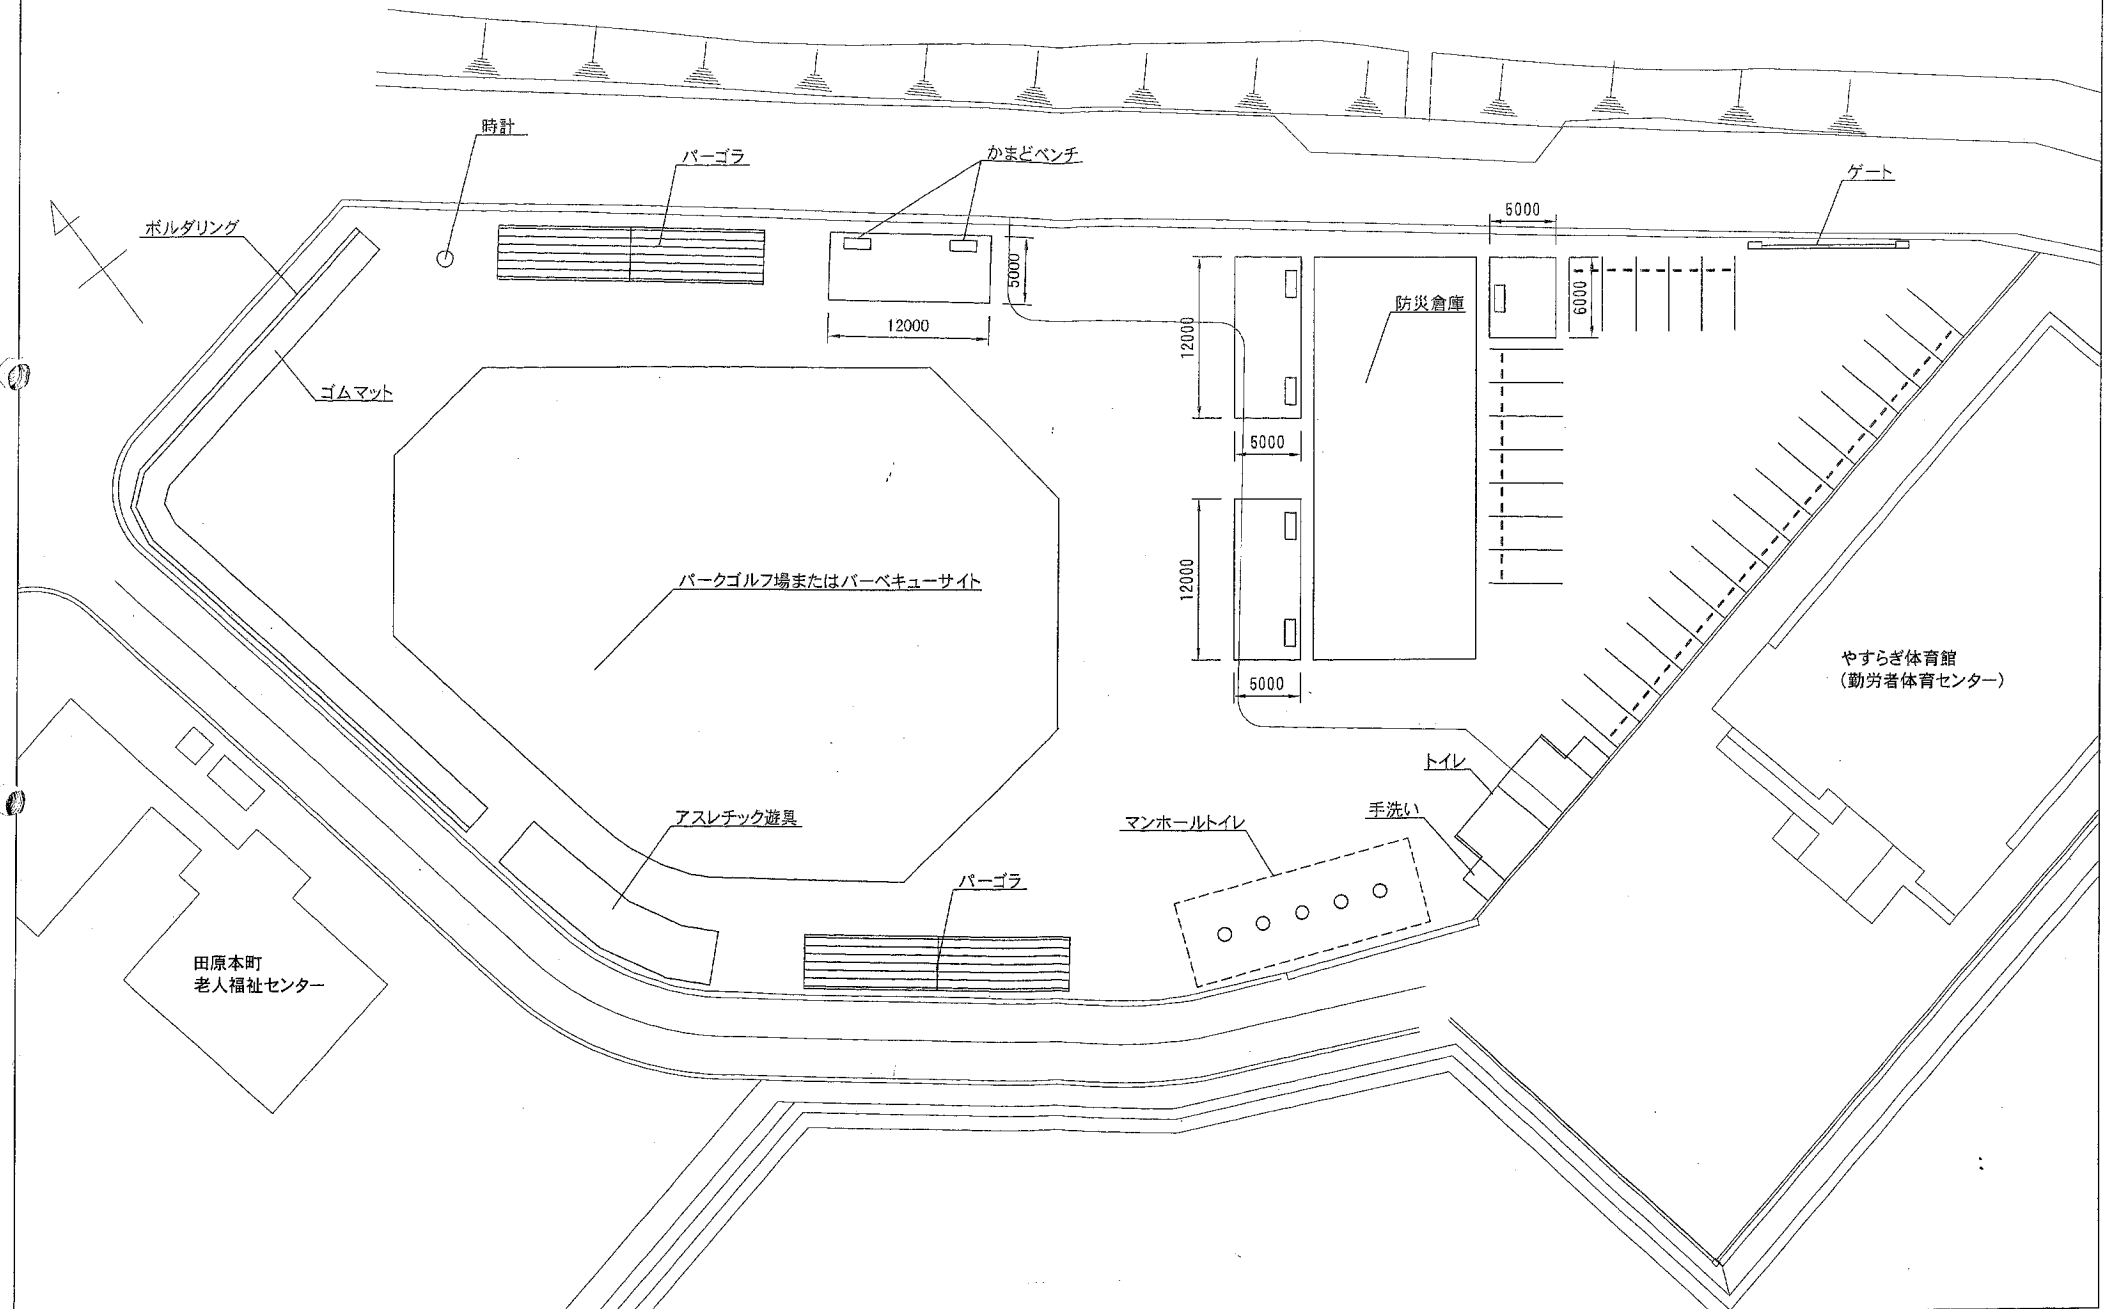 時計
パーゴラ
かまどベンチ
ゲート
ボルダリング
5000
5000
12000
12000
防災倉庫
6000
ゴムマット
5000
パークゴルフ場またはバーベキューサイト
12000
5000
やすらぎ体育館
(勤労者体育センター)
トイレ
手洗い
アスレチック遊具
マンホールトイレ
パーゴラ
田原本町
老人福祉センター